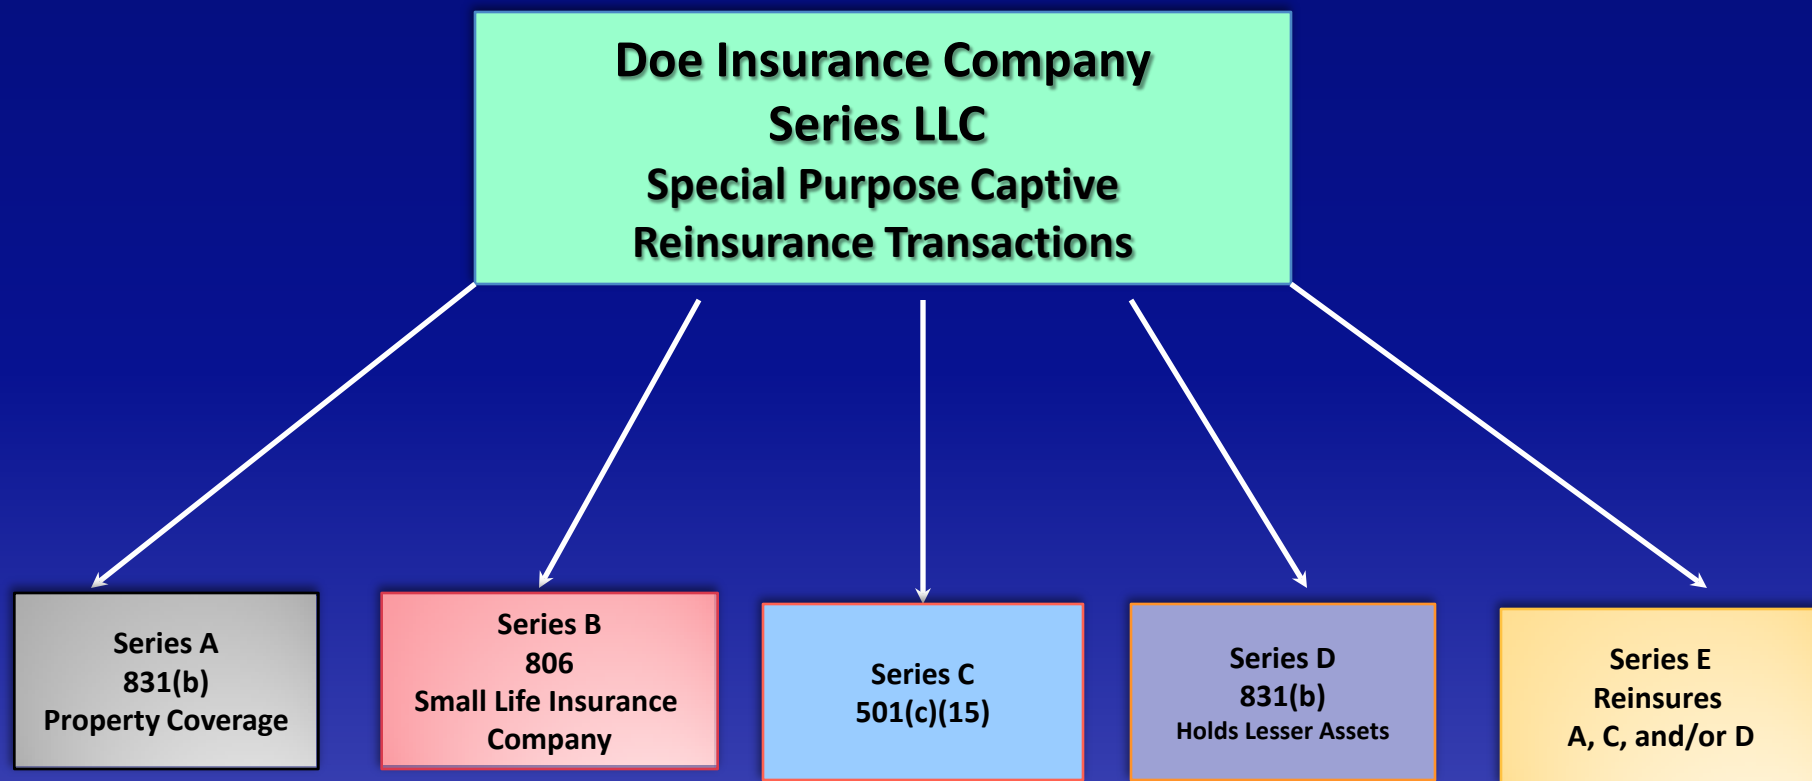 Doe Insurance Company
Series LLC
Special Purpose Captive
Reinsurance Transactions
Series A
831(b)
Property Coverage
Series B
806
Small Life Insurance
Company
Series C
501(c)(15)
Series D
831(b)
Holds Lesser Assets
Series E
Reinsures
A, C, and/or D